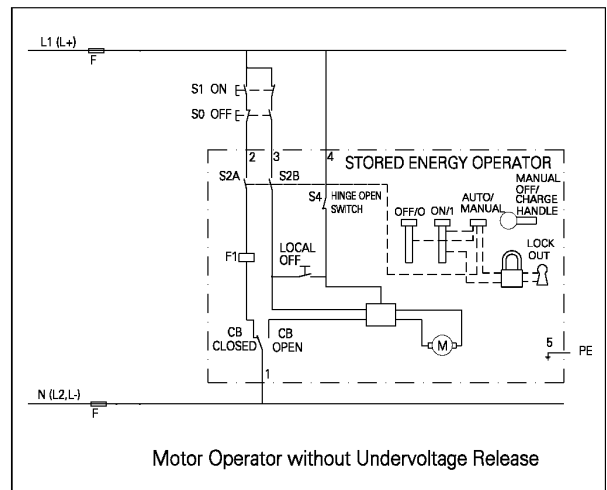 L1 (L+)
F
S1 ON
S0 OFF
2 3 4
STORED ENERGY OPERATOR
S2A S2B
S4 HINGE OPEN
SWITCH
OFF/O ON/1
AUTO/
MANUAL
MANUAL
OFF/
CHARGE
HANDLE
LOCK
OUT
F1
LOCAL
OFF
CB
CLOSED
CB
OPEN
M
5
PE
1
N (L2,L-)
F
Motor Operator without Undervoltage Release